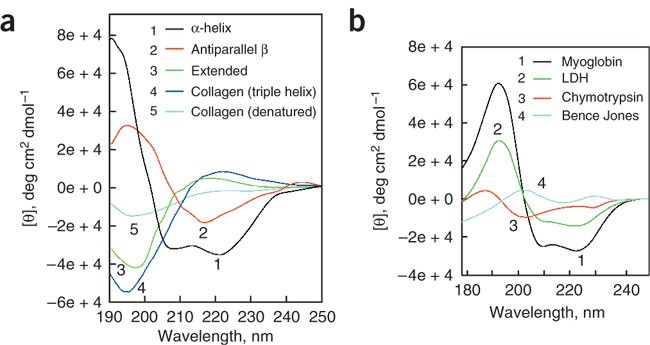 a
1 α-helix
2 Antiparallel β
3 Extended
4 Collagen (triple helix)
5 Collagen (denatured)
[θ], deg cm2 dmol−1
8e + 4
6e + 4
4e + 4
2e + 4
0e + 0
−2e + 4
−4e + 4
−6e + 4
5
2
3
4
1
190 200 210 220 230 240 250
Wavelength, nm
b
1 Myoglobin
2 LDH
3 Chymotrypsin
4 Bence Jones
[θ], deg cm2 dmol−1
8e + 4
6e + 4
4e + 4
2e + 4
0e + 0
−2e + 4
−4e + 4
2
4
3
1
180 200 220 240
Wavelength, nm